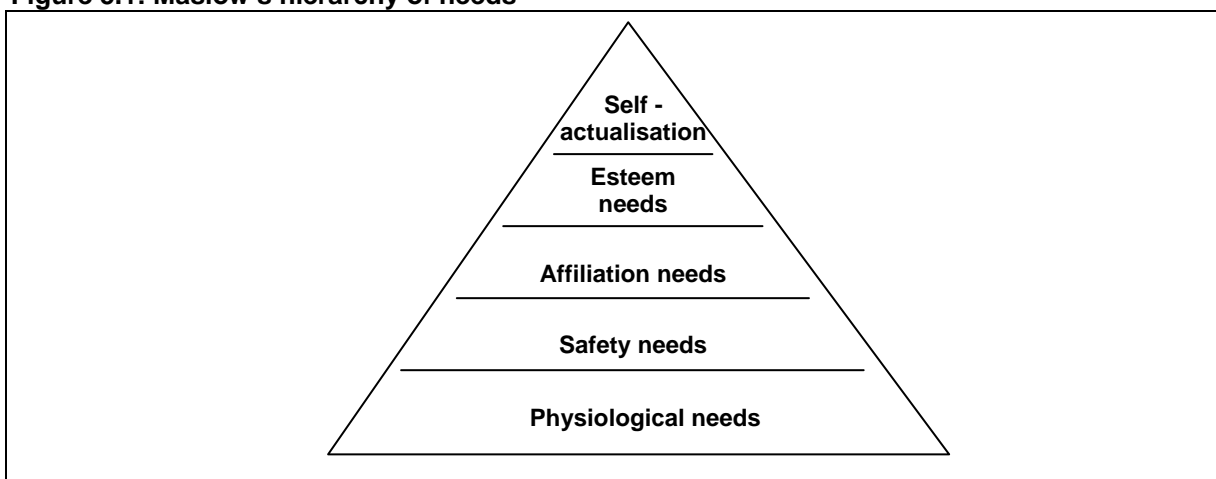 Self -
actualisation
Esteem
needs
Affiliation needs
Safety needs
Physiological needs